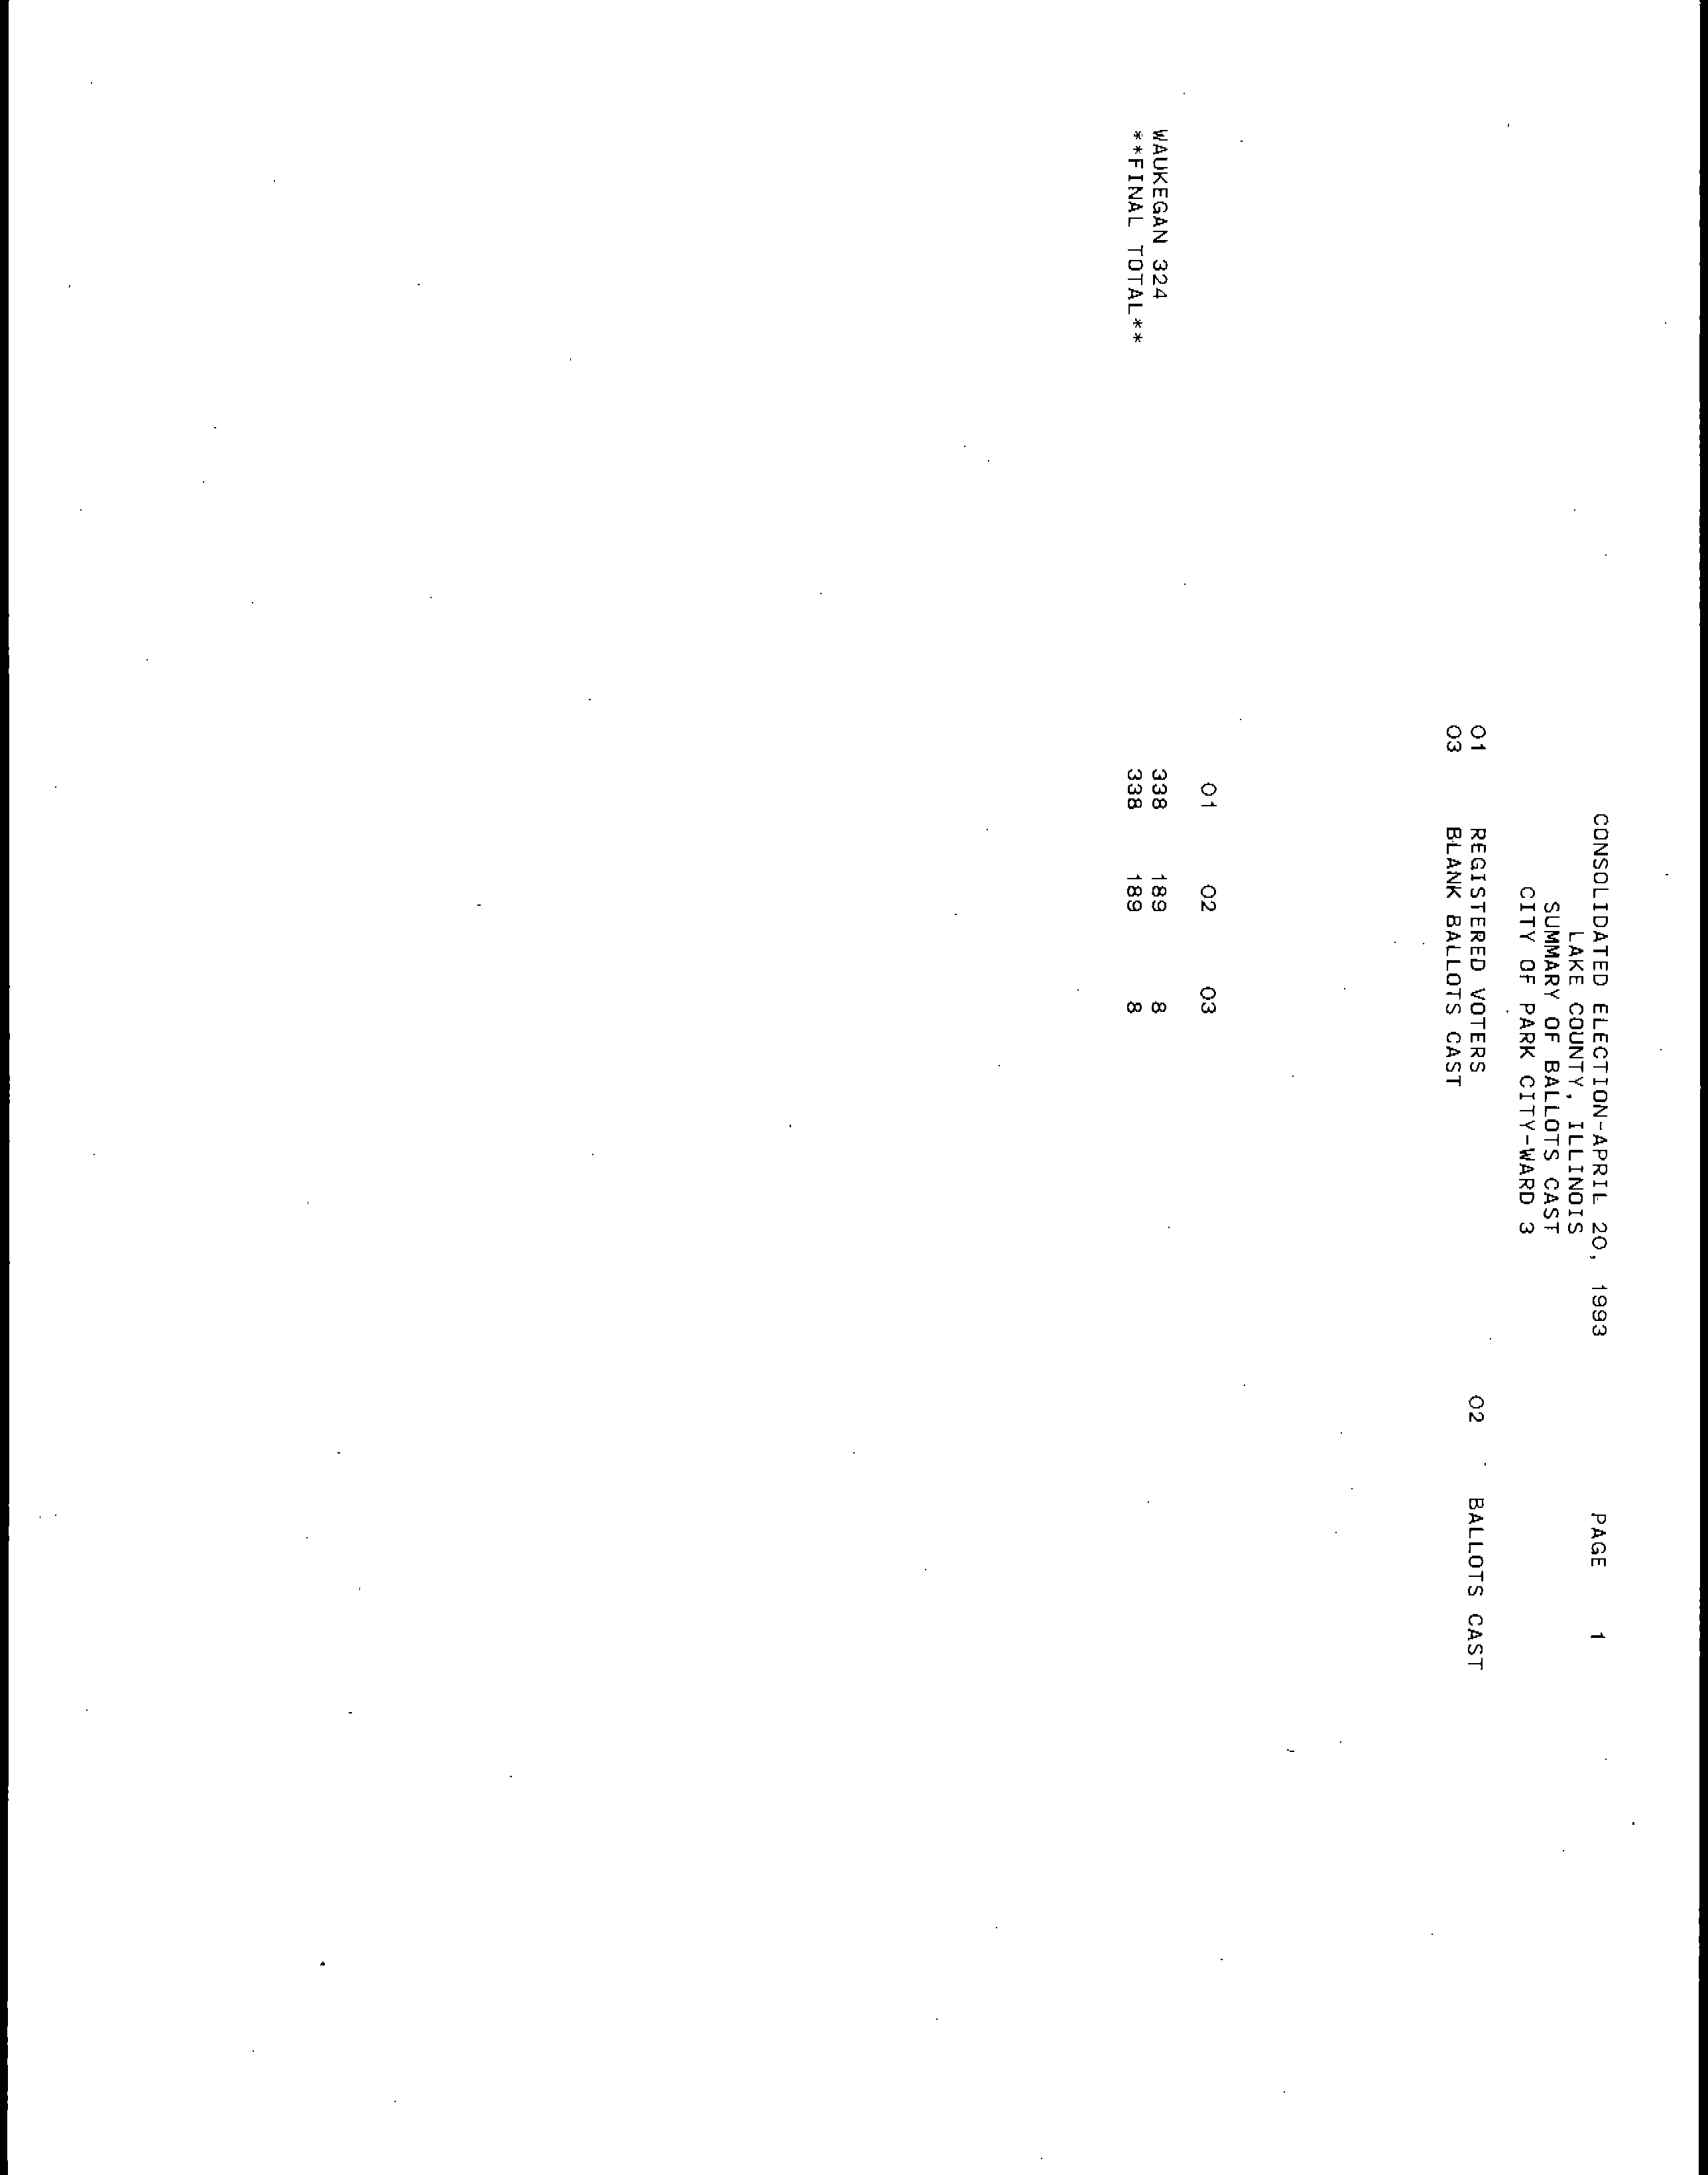 CONSOLIDATED ELECTION-APRIL 20, 1993 PAGE 1
LAKE COUNTY, ILLINOIS
SUMMARY OF BALLOTS CAST
CITY OF PARK CITY-WARD 3
01 REGISTERED VOTERS 02 BALLOTS CAST
03 BLANK BALLOTS CAST
01 02 03
WAUKEGAN 324 338 189 8
**FINAL TOTAL** 338 189 8